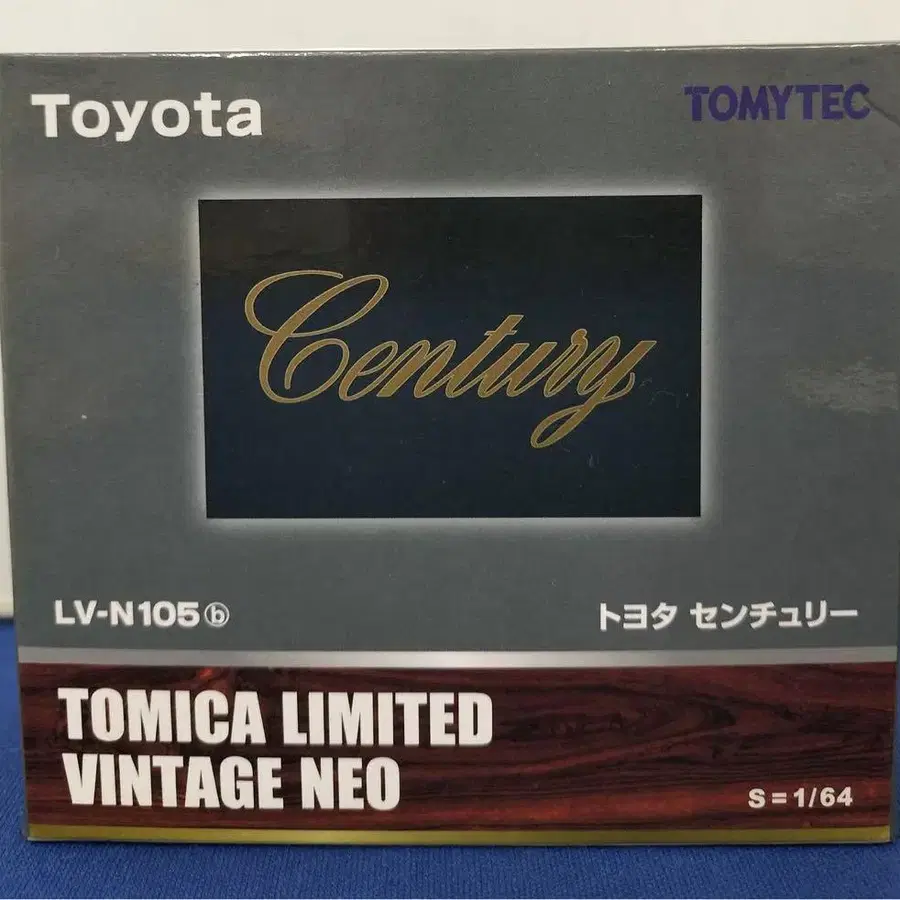 Toyota
TOMYTEC
Century
LV-N105ⓑ
トヨタ センチュリー
TOMICA LIMITED
VINTAGE NEO
S=1/64